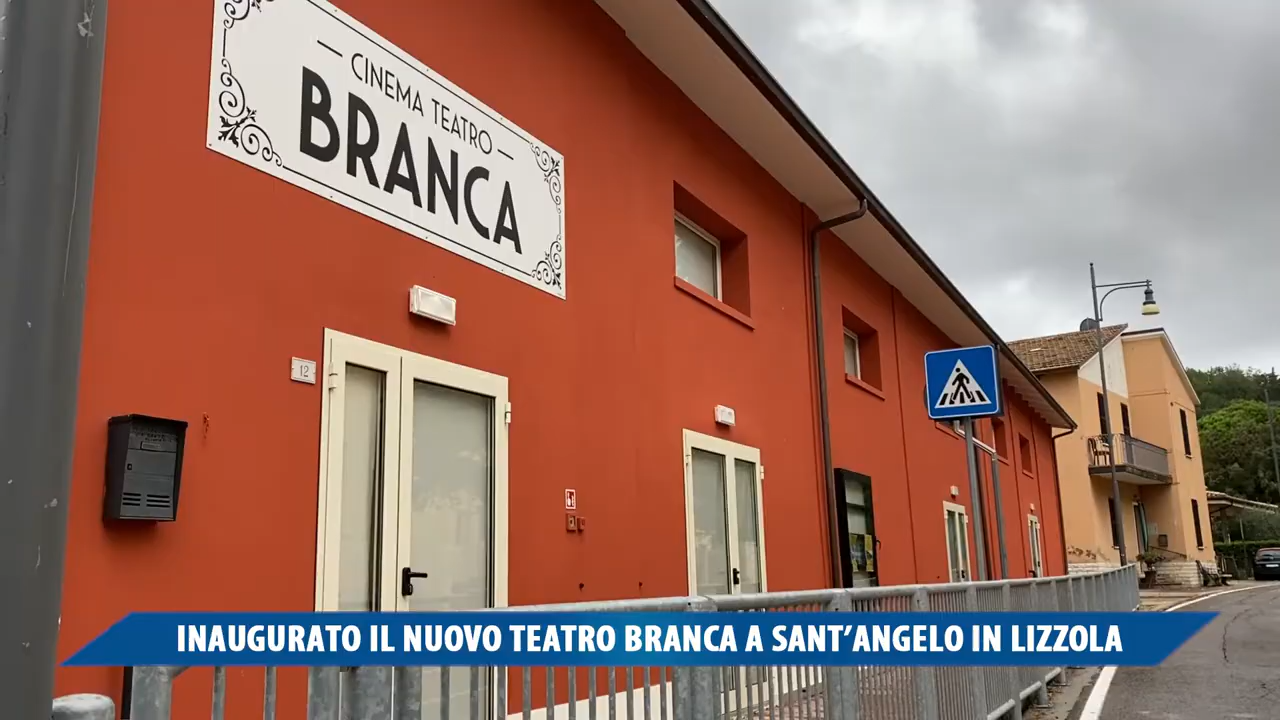 CINEMA TEATRO
BRANCA
12
INAUGURATO IL NUOVO TEATRO BRANCA A SANT'ANGELO IN LIZZOLA